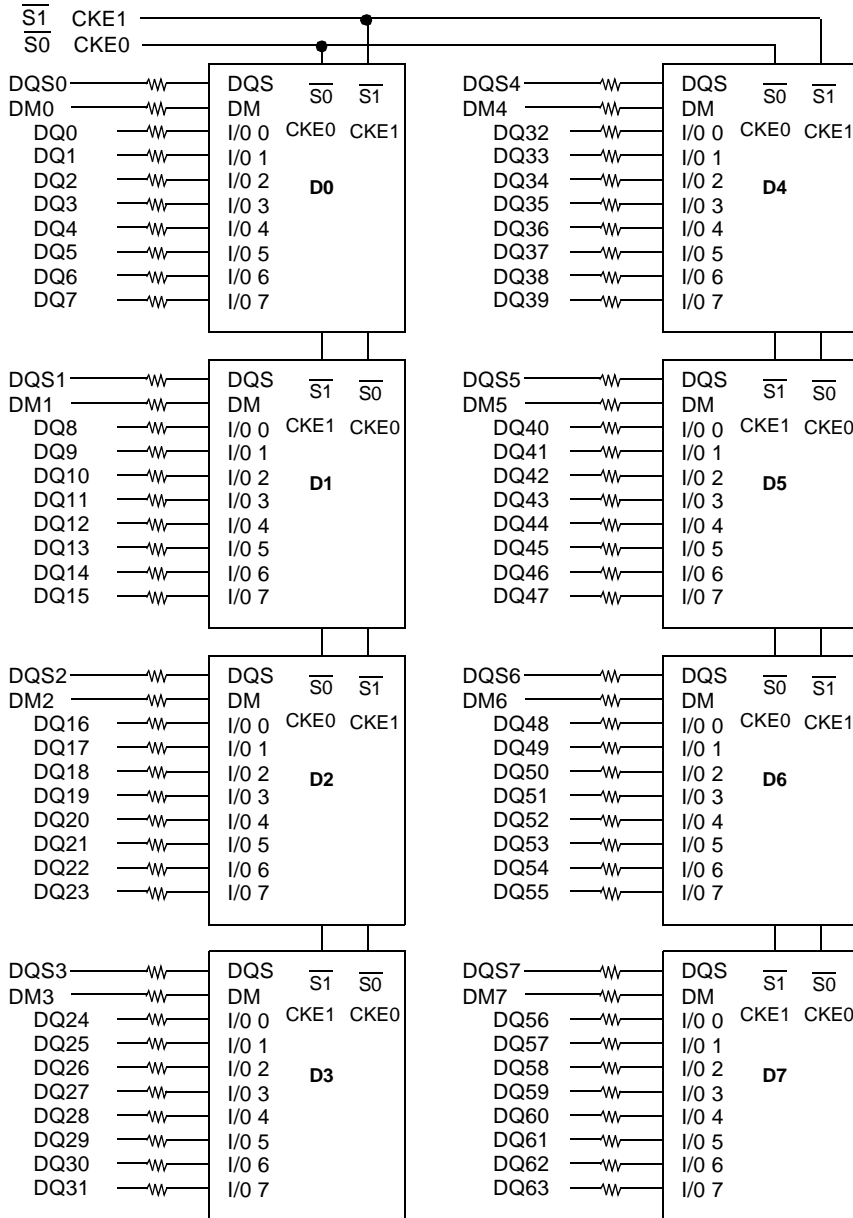 S1 CKE1
S0 CKE0
DQS0 DQS S0 S1
DM0 DM
DQ0 I/0 0 CKE0 CKE1
DQ1 I/0 1
DQ2 I/0 2 D0
DQ3 I/0 3
DQ4 I/0 4
DQ5 I/0 5
DQ6 I/0 6
DQ7 I/0 7
DQS1 DQS S1 S0
DM1 DM
DQ8 I/0 0 CKE1 CKE0
DQ9 I/0 1
DQ10 I/0 2 D1
DQ11 I/0 3
DQ12 I/0 4
DQ13 I/0 5
DQ14 I/0 6
DQ15 I/0 7
DQS2 DQS S0 S1
DM2 DM
DQ16 I/0 0 CKE0 CKE1
DQ17 I/0 1
DQ18 I/0 2 D2
DQ19 I/0 3
DQ20 I/0 4
DQ21 I/0 5
DQ22 I/0 6
DQ23 I/0 7
DQS3 DQS S1 S0
DM3 DM
DQ24 I/0 0 CKE1 CKE0
DQ25 I/0 1
DQ26 I/0 2 D3
DQ27 I/0 3
DQ28 I/0 4
DQ29 I/0 5
DQ30 I/0 6
DQ31 I/0 7
DQS4 DQS S0 S1
DM4 DM
DQ32 I/0 0 CKE0 CKE1
DQ33 I/0 1
DQ34 I/0 2 D4
DQ35 I/0 3
DQ36 I/0 4
DQ37 I/0 5
DQ38 I/0 6
DQ39 I/0 7
DQS5 DQS S1 S0
DM5 DM
DQ40 I/0 0 CKE1 CKE0
DQ41 I/0 1
DQ42 I/0 2 D5
DQ43 I/0 3
DQ44 I/0 4
DQ45 I/0 5
DQ46 I/0 6
DQ47 I/0 7
DQS6 DQS S0 S1
DM6 DM
DQ48 I/0 0 CKE0 CKE1
DQ49 I/0 1
DQ50 I/0 2 D6
DQ51 I/0 3
DQ52 I/0 4
DQ53 I/0 5
DQ54 I/0 6
DQ55 I/0 7
DQS7 DQS S1 S0
DM7 DM
DQ56 I/0 0 CKE1 CKE0
DQ57 I/0 1
DQ58 I/0 2 D7
DQ59 I/0 3
DQ60 I/0 4
DQ61 I/0 5
DQ62 I/0 6
DQ63 I/0 7